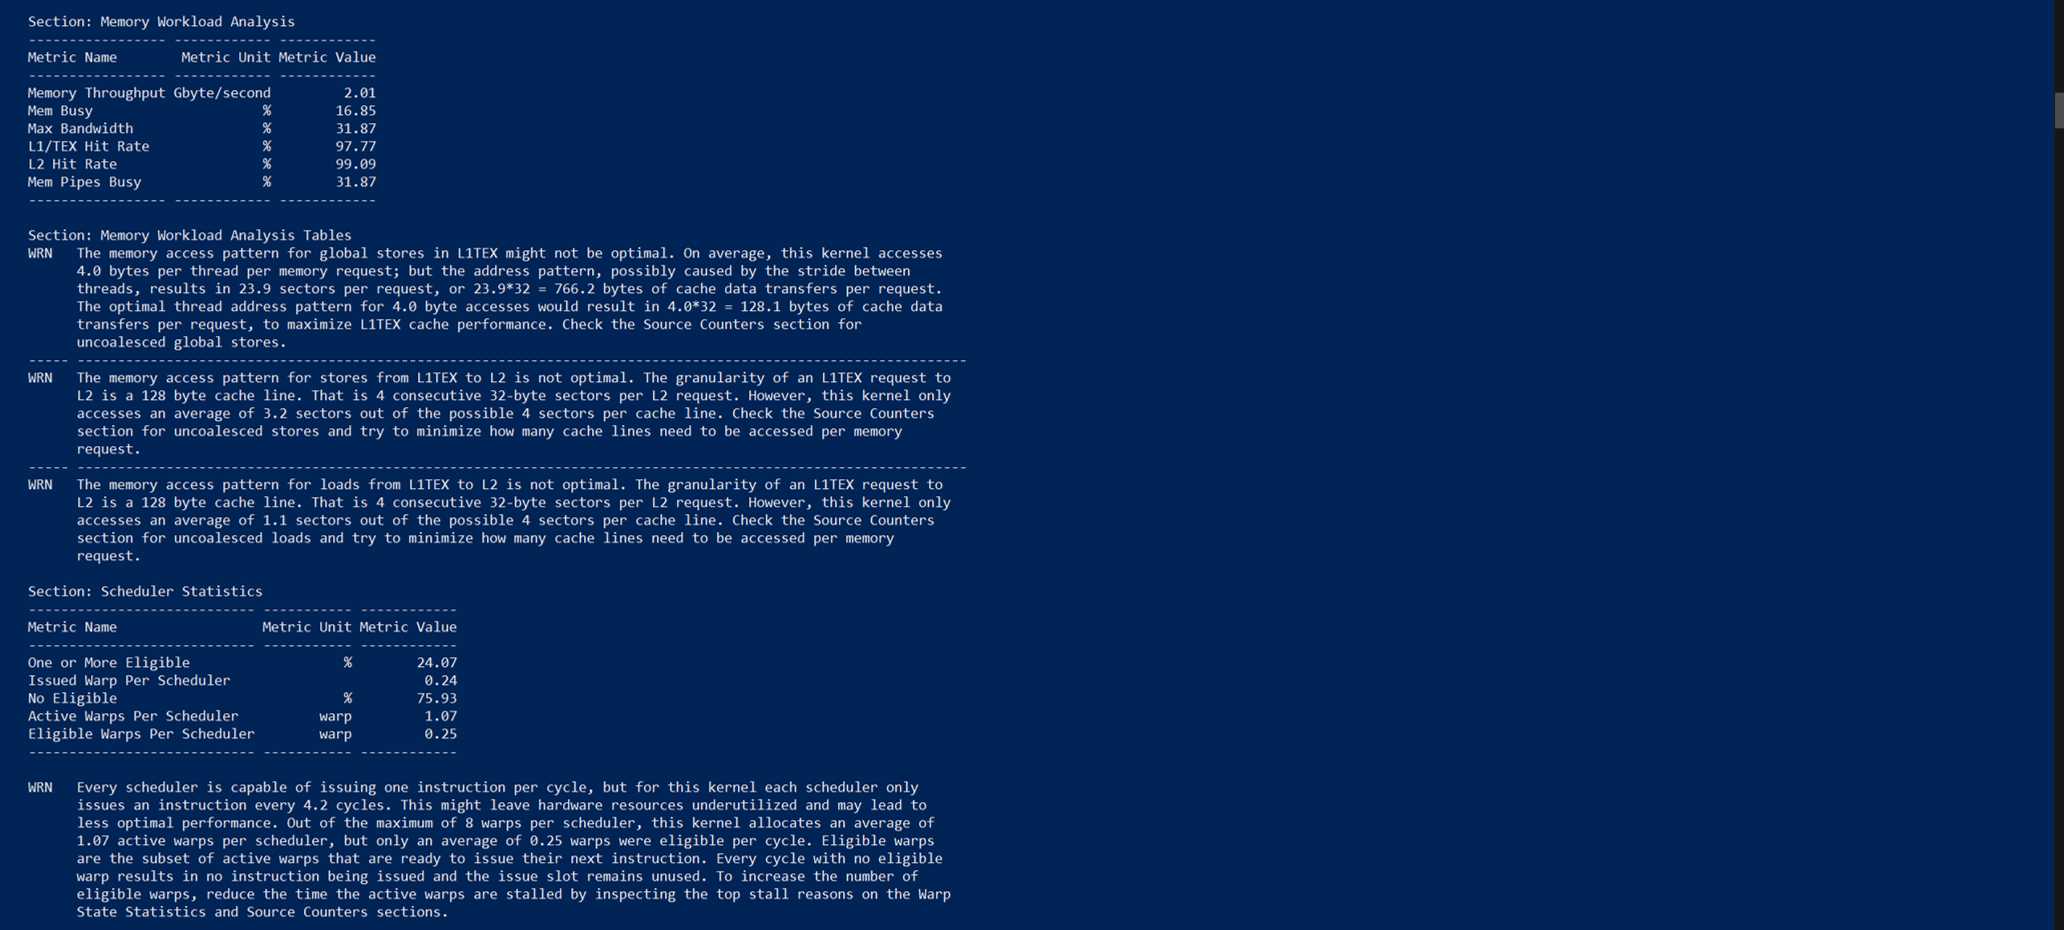 Section: Memory Workload Analysis
----------------- ------------ ------------
Metric Name        Metric Unit Metric Value
----------------- ------------ ------------
Memory Throughput Gbyte/second         2.01
Mem Busy                     %        16.85
Max Bandwidth                %        31.87
L1/TEX Hit Rate              %        97.77
L2 Hit Rate                  %        99.09
Mem Pipes Busy               %        31.87
----------------- ------------ ------------
Section: Memory Workload Analysis Tables
WRN   The memory access pattern for global stores in L1TEX might not be optimal. On average, this kernel accesses
4.0 bytes per thread per memory request; but the address pattern, possibly caused by the stride between
threads, results in 23.9 sectors per request, or 23.9*32 = 766.2 bytes of cache data transfers per request.
The optimal thread address pattern for 4.0 byte accesses would result in 4.0*32 = 128.1 bytes of cache data
transfers per request, to maximize L1TEX cache performance. Check the Source Counters section for
uncoalesced global stores.
----- --------------------------------------------------------------------------------------------------------------
WRN   The memory access pattern for stores from L1TEX to L2 is not optimal. The granularity of an L1TEX request to
L2 is a 128 byte cache line. That is 4 consecutive 32-byte sectors per L2 request. However, this kernel only
accesses an average of 3.2 sectors out of the possible 4 sectors per cache line. Check the Source Counters
section for uncoalesced stores and try to minimize how many cache lines need to be accessed per memory
request.
----- --------------------------------------------------------------------------------------------------------------
WRN   The memory access pattern for loads from L1TEX to L2 is not optimal. The granularity of an L1TEX request to
L2 is a 128 byte cache line. That is 4 consecutive 32-byte sectors per L2 request. However, this kernel only
accesses an average of 1.1 sectors out of the possible 4 sectors per cache line. Check the Source Counters
section for uncoalesced loads and try to minimize how many cache lines need to be accessed per memory
request.
Section: Scheduler Statistics
---------------------------- ----------- ------------
Metric Name                  Metric Unit Metric Value
---------------------------- ----------- ------------
One or More Eligible                   %        24.07
Issued Warp Per Scheduler                        0.24
No Eligible                            %        75.93
Active Warps Per Scheduler          warp         1.07
Eligible Warps Per Scheduler        warp         0.25
---------------------------- ----------- ------------
WRN   Every scheduler is capable of issuing one instruction per cycle, but for this kernel each scheduler only
issues an instruction every 4.2 cycles. This might leave hardware resources underutilized and may lead to
less optimal performance. Out of the maximum of 8 warps per scheduler, this kernel allocates an average of
1.07 active warps per scheduler, but only an average of 0.25 warps were eligible per cycle. Eligible warps
are the subset of active warps that are ready to issue their next instruction. Every cycle with no eligible
warp results in no instruction being issued and the issue slot remains unused. To increase the number of
eligible warps, reduce the time the active warps are stalled by inspecting the top stall reasons on the Warp
State Statistics and Source Counters sections.